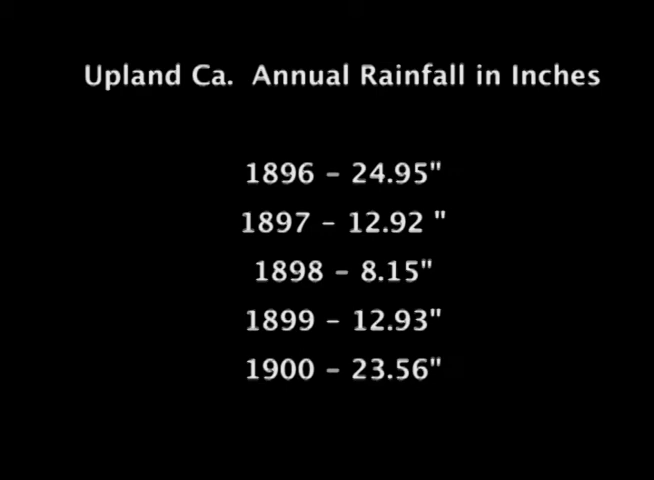 Upland Ca. Annual Rainfall in Inches
1896 – 24.95"
1897 – 12.92 "
1898 – 8.15"
1899 – 12.93"
1900 – 23.56"